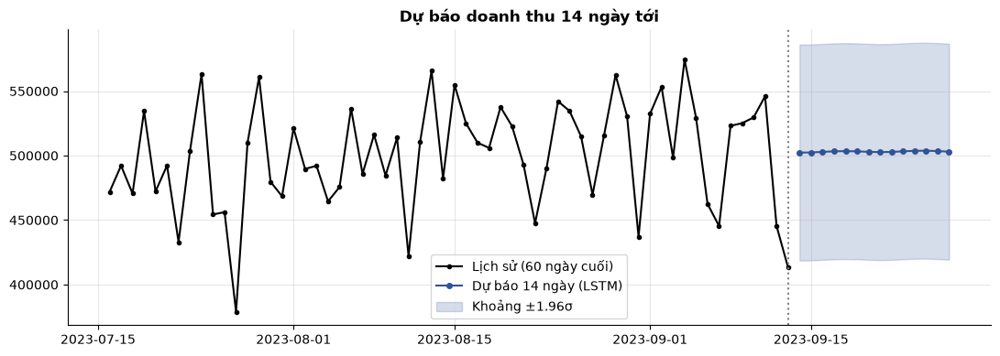 Dự báo doanh thu 14 ngày tới
550000
500000
450000
400000
Lịch sử (60 ngày cuối)
Dự báo 14 ngày (LSTM)
Khoảng ±1.96σ
2023-07-15
2023-08-01
2023-08-15
2023-09-01
2023-09-15